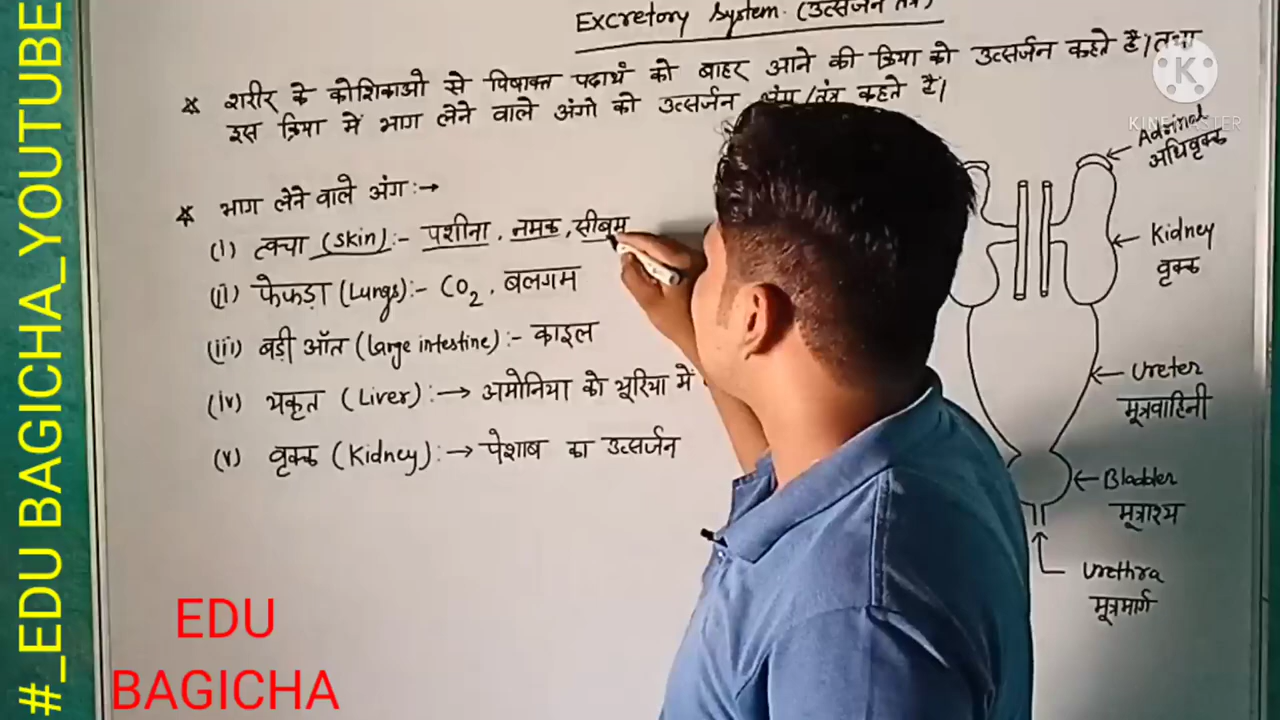 Excretory System (उत्सर्जन तंत्र)
* शरीर के कोशिकाओ से विषाक्त पदार्थ को बाहर आने की क्रिया को उत्सर्जन कहते है। तथा
इस क्रिया में भाग लेने वाले अंगो को उत्सर्जन अंग/तंत्र कहते है।
* भाग लेने वाले अंग :→
(i) त्वचा (Skin) :- पशीना, नमक, सीबम
(ii) फेफड़ा (Lungs) :- CO₂, बलगम
(iii) बड़ी ऑत (large intestine) :- काइल
(iv) यकृत (Liver) :→ अमोनिया को यूरिया में
(v) वृक्क (Kidney) :→ पेशाब का उत्सर्जन
अधिवृक्क
Kidney
वृक्क
Ureter
मूत्रवाहिनी
Bladder
Urethra
मूत्रमार्ग
KINEMASTER
#_EDU BAGICHA_YOUTUBE
EDU
BAGICHA